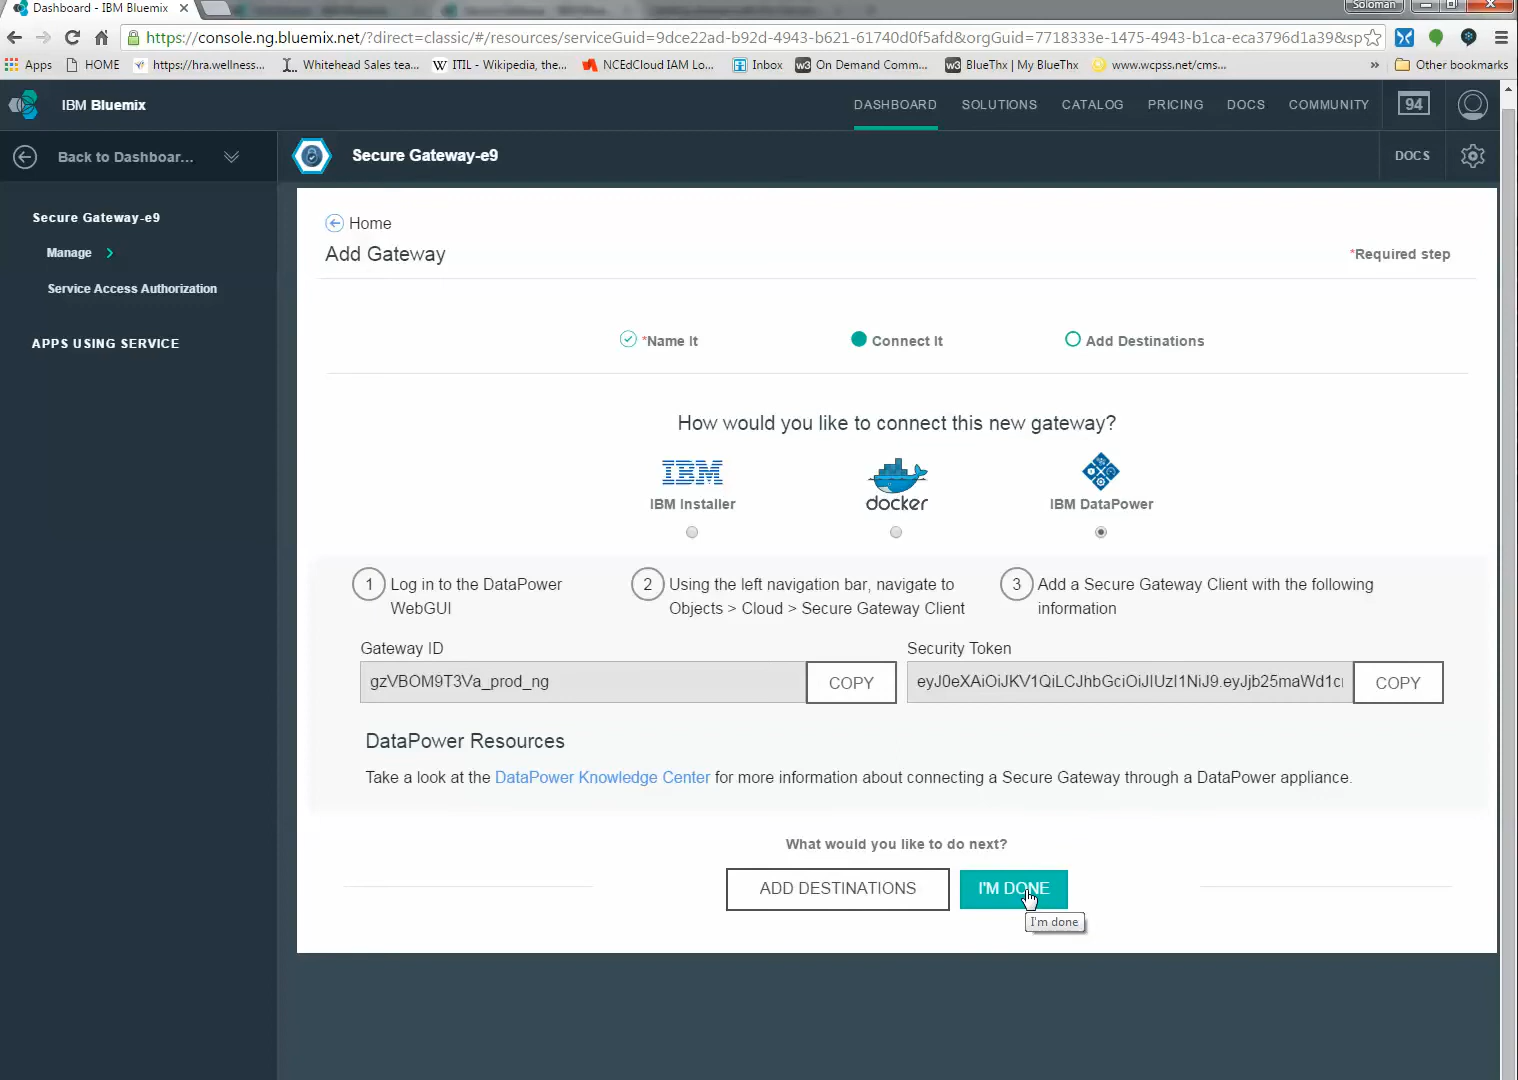 Dashboard - IBM Bluemix
Soloman
https://console.ng.bluemix.net/?direct=classic/#/resources/serviceGuid=9dce22ad-b92d-4943-b621-61740d0f5afd&orgGuid=7718333e-1475-4943-b1ca-eca3796d1a39&sp
Apps HOME https://hra.wellness... Whitehead Sales tea... W ITIL - Wikipedia, the... NCEdCloud IAM Lo... Inbox w3 On Demand Comm... w3 BlueThx | My BlueThx www.wcpss.net/cms... » Other bookmarks
IBM Bluemix DASHBOARD SOLUTIONS CATALOG PRICING DOCS COMMUNITY 94
Back to Dashboar... Secure Gateway-e9 DOCS
Secure Gateway-e9
Manage
Service Access Authorization
APPS USING SERVICE
Home
Add Gateway *Required step
*Name It Connect It Add Destinations
How would you like to connect this new gateway?
IBM docker
IBM Installer IBM DataPower
1 Log in to the DataPower
WebGUI
2 Using the left navigation bar, navigate to
Objects > Cloud > Secure Gateway Client
3 Add a Secure Gateway Client with the following
information
Gateway ID Security Token
gzVBOM9T3Va_prod_ng COPY eyJ0eXAiOiJKV1QiLCJhbGciOiJIUzI1NiJ9.eyJjb25maWd1c COPY
DataPower Resources
Take a look at the DataPower Knowledge Center for more information about connecting a Secure Gateway through a DataPower appliance.
What would you like to do next?
ADD DESTINATIONS I'M DONE
I'm done